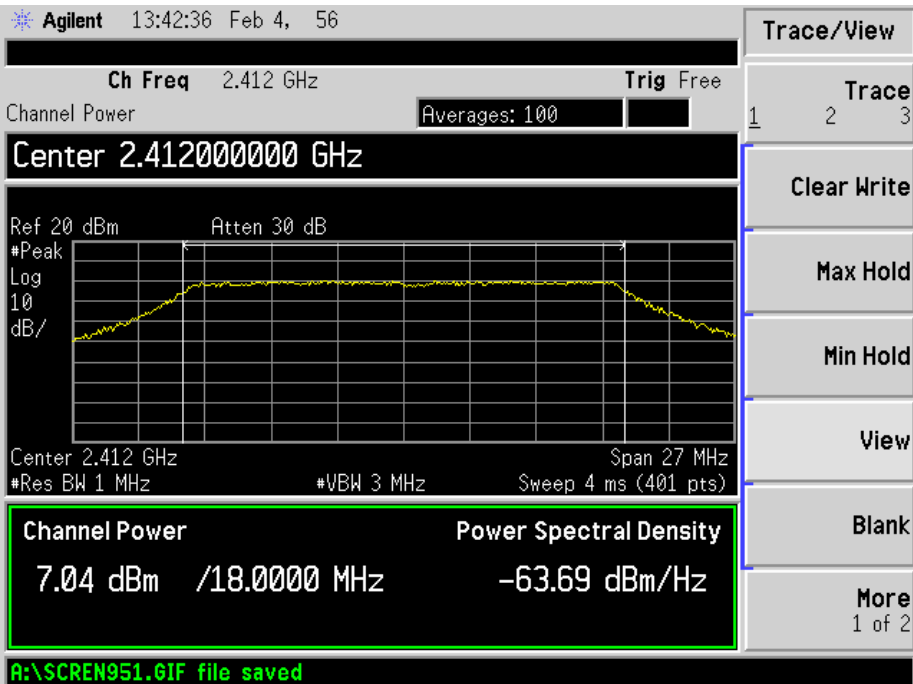 Agilent 13:42:36 Feb 4, 56
Trace/View
Ch Freq 2.412 GHz Trig Free
Channel Power Averages: 100
Center 2.412000000 GHz
Ref 20 dBm Atten 30 dB
#Peak
Log
10
dB/
Center 2.412 GHz Span 27 MHz
#Res BW 1 MHz #VBW 3 MHz Sweep 4 ms (401 pts)
Channel Power Power Spectral Density
7.04 dBm /18.0000 MHz -63.69 dBm/Hz
A:\SCREN951.GIF file saved
Trace
1 2 3
Clear Write
Max Hold
Min Hold
View
Blank
More
1 of 2